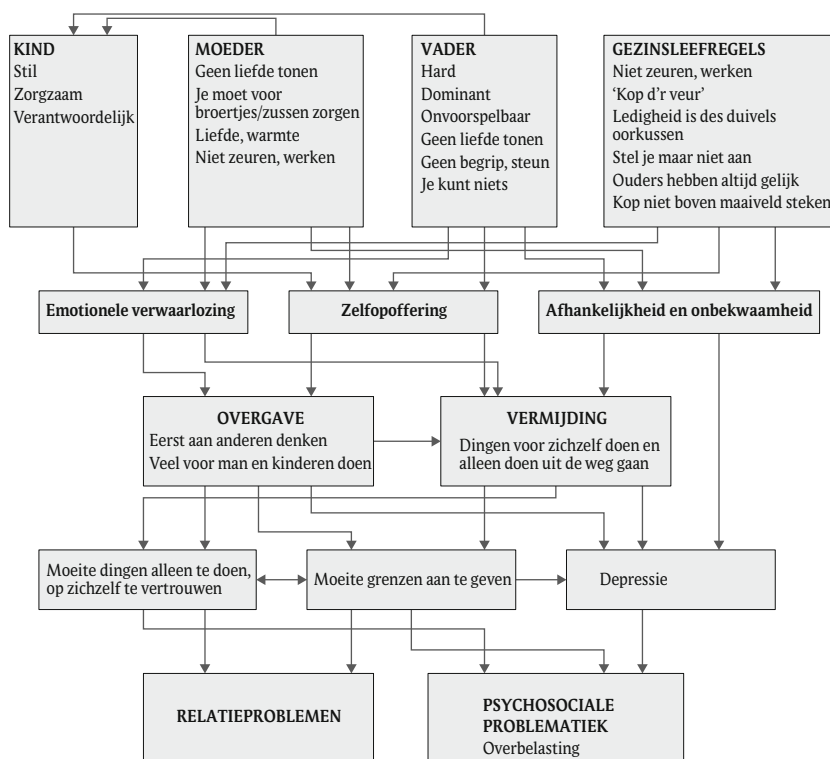 KIND
Stil
Zorgzaam
Verantwoordelijk
MOEDER
Geen liefde tonen
Je moet voor
broertjes/zussen zorgen
Liefde, warmte
Niet zeuren, werken
VADER
Hard
Dominant
Onvoorspelbaar
Geen liefde tonen
Geen begrip, steun
Je kunt niets
GEZINSLEEFREGELS
Niet zeuren, werken
‘Kop d’r veur’
Ledigheid is des duivels
oorkussen
Stel je maar niet aan
Ouders hebben altijd gelijk
Kop niet boven maaiveld steken
Emotionele verwaarlozing
Zelfopoffering
Afhankelijkheid en onbekwaamheid
OVERGAVE
Eerst aan anderen denken
Veel voor man en kinderen doen
VERMIJDING
Dingen voor zichzelf doen en
alleen doen uit de weg gaan
Moeite dingen alleen te doen,
op zichzelf te vertrouwen
Moeite grenzen aan te geven
Depressie
RELATIEPROBLEMEN
PSYCHOSOCIALE
PROBLEMATIEK
Overbelasting